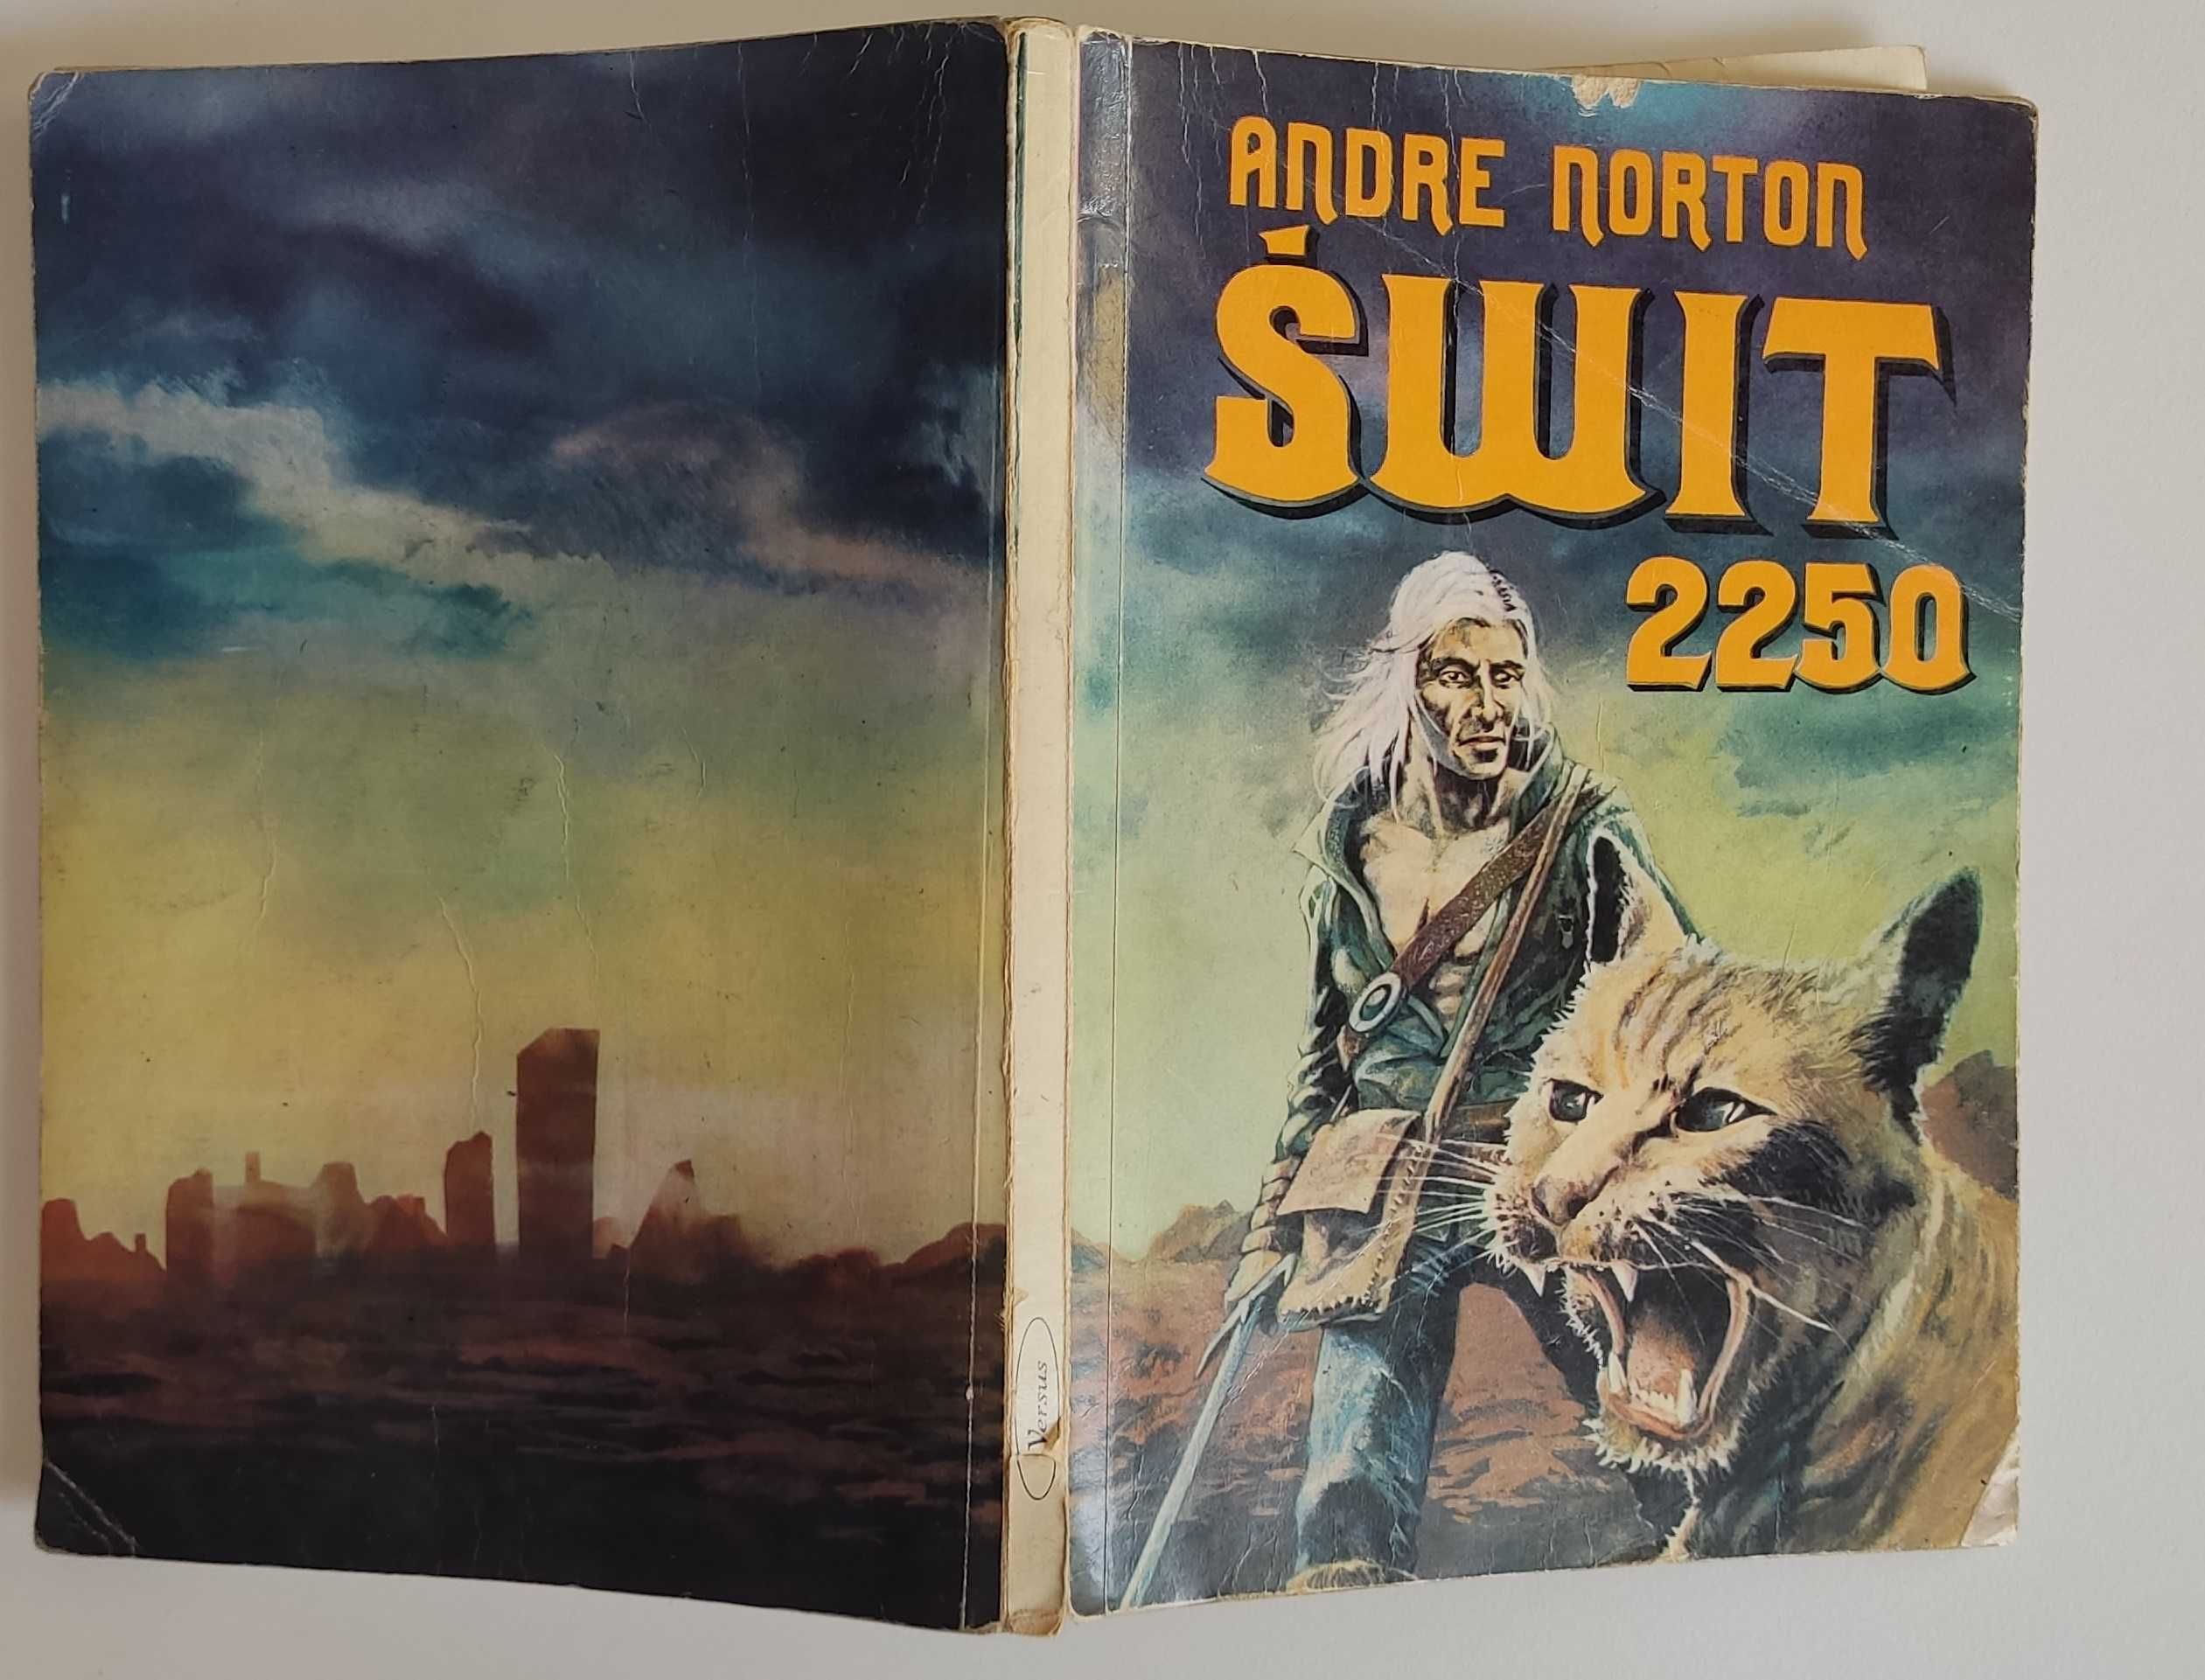 ANDRE NORTON
ŚWIT
2250
Versus